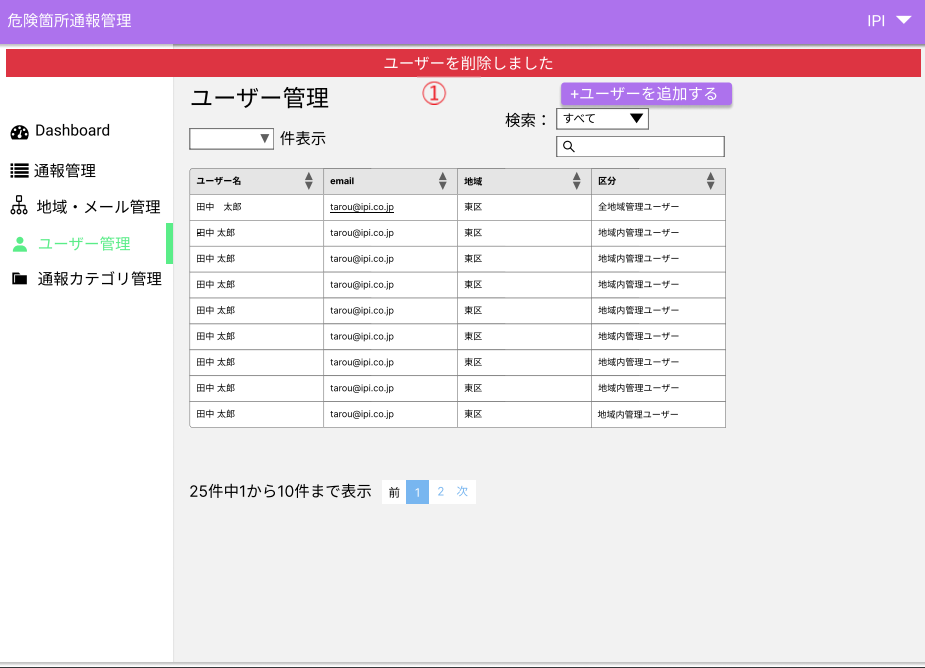 危険箇所通報管理 IPI
ユーザーを削除しました
ユーザー管理 ① +ユーザーを追加する
検索： すべて
件表示
Dashboard
通報管理
地域・メール管理
ユーザー管理
通報カテゴリ管理
ユーザー名 email 地域 区分
田中　太郎 tarou@ipi.co.jp 東区 全地域管理ユーザー
田中 太郎 tarou@ipi.co.jp 東区 地域内管理ユーザー
田中 太郎 tarou@ipi.co.jp 東区 地域内管理ユーザー
田中 太郎 tarou@ipi.co.jp 東区 地域内管理ユーザー
田中 太郎 tarou@ipi.co.jp 東区 地域内管理ユーザー
田中 太郎 tarou@ipi.co.jp 東区 地域内管理ユーザー
田中 太郎 tarou@ipi.co.jp 東区 地域内管理ユーザー
田中 太郎 tarou@ipi.co.jp 東区 地域内管理ユーザー
田中 太郎 tarou@ipi.co.jp 東区 地域内管理ユーザー
25件中1から10件まで表示 前 1 2 次